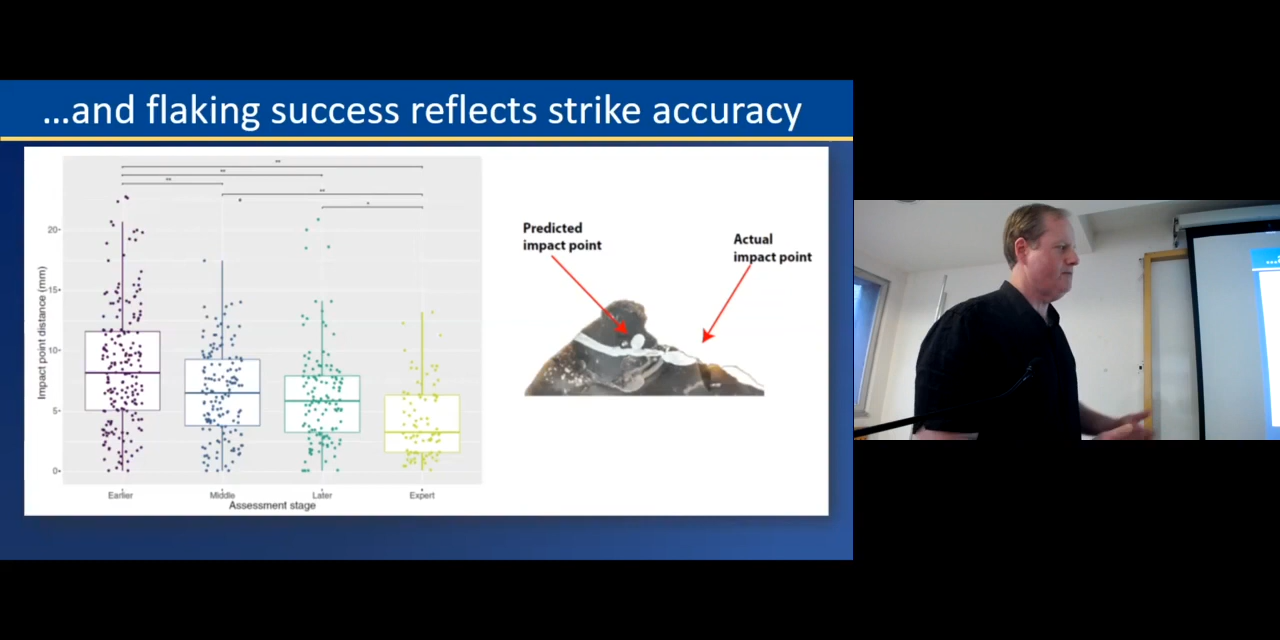 ...and flaking success reflects strike accuracy
**
**
**
**
*
*
Impact point distance (mm)
20
15
10
5
0
Earlier
Middle
Later
Expert
Assessment stage
Predicted
impact point
Actual
impact point